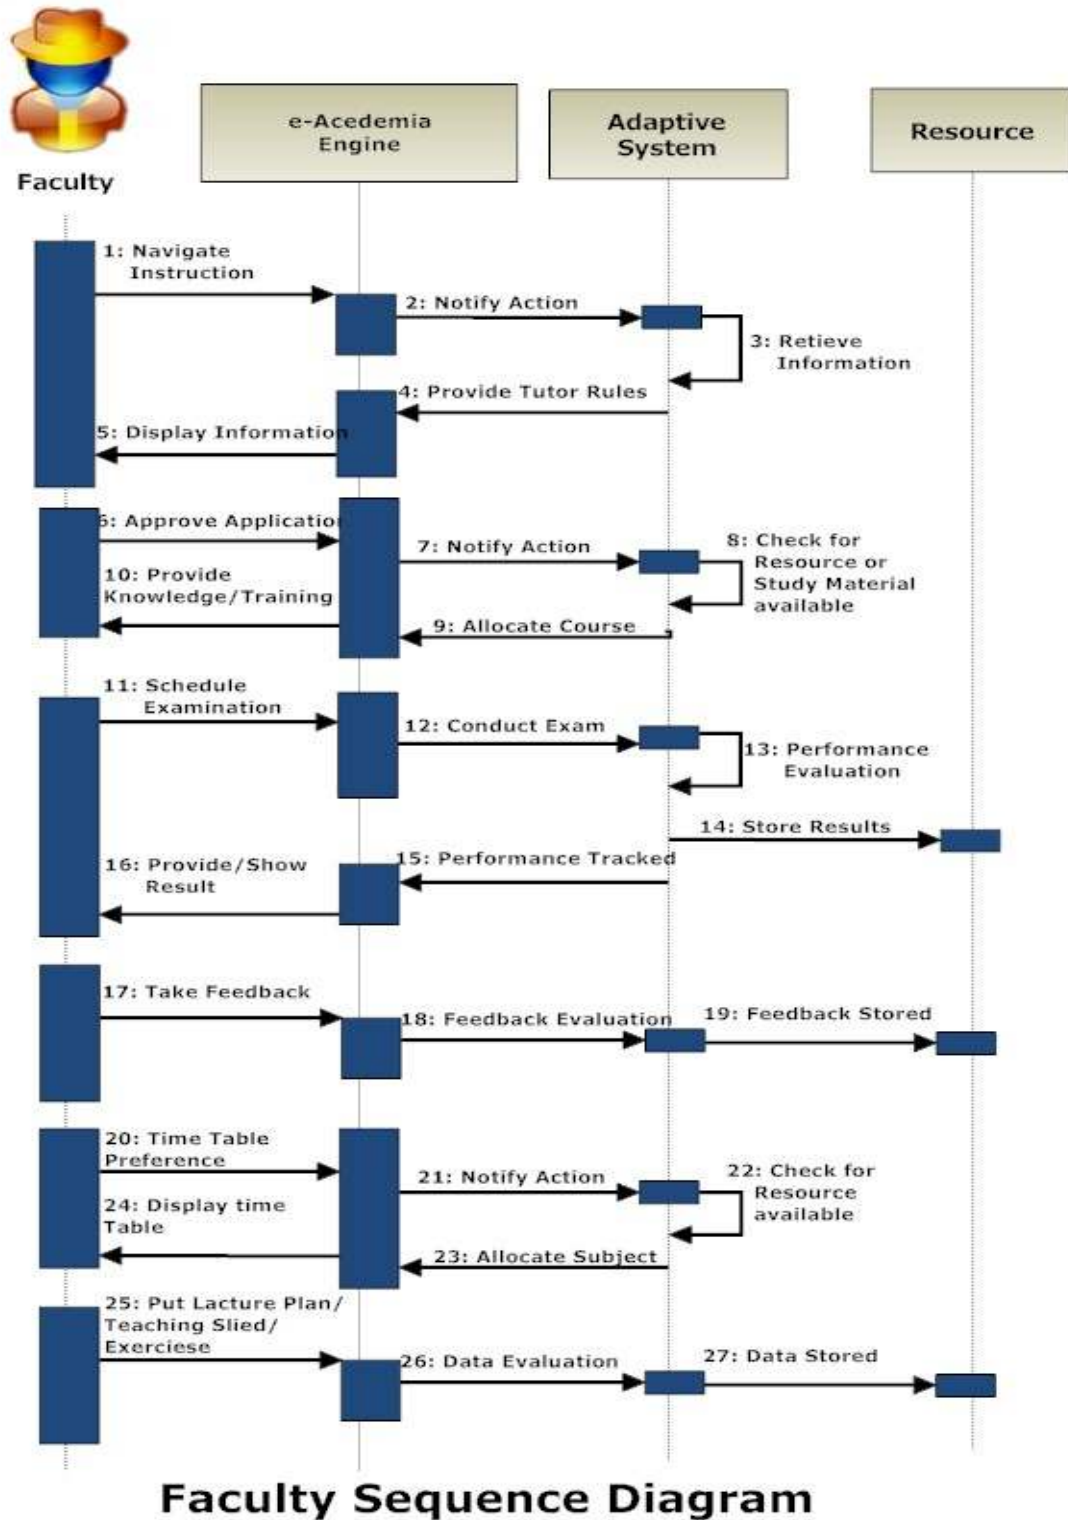 e-Acedemia
Engine
Adaptive
System
Resource
Faculty
1: Navigate
Instruction
2: Notify Action
3: Retieve
Information
4: Provide Tutor Rules
5: Display Information
6: Approve Application
7: Notify Action
8: Check for
Resource or
Study Material
available
10: Provide
Knowledge/Training
9: Allocate Course
11: Schedule
Examination
12: Conduct Exam
13: Performance
Evaluation
14: Store Results
15: Performance Tracked
16: Provide/Show
Result
17: Take Feedback
18: Feedback Evaluation
19: Feedback Stored
20: Time Table
Preference
21: Notify Action
22: Check for
Resource
available
24: Display time
Table
23: Allocate Subject
25: Put Lacture Plan/
Teaching Slied/
Exerciese
26: Data Evaluation
27: Data Stored
Faculty Sequence Diagram